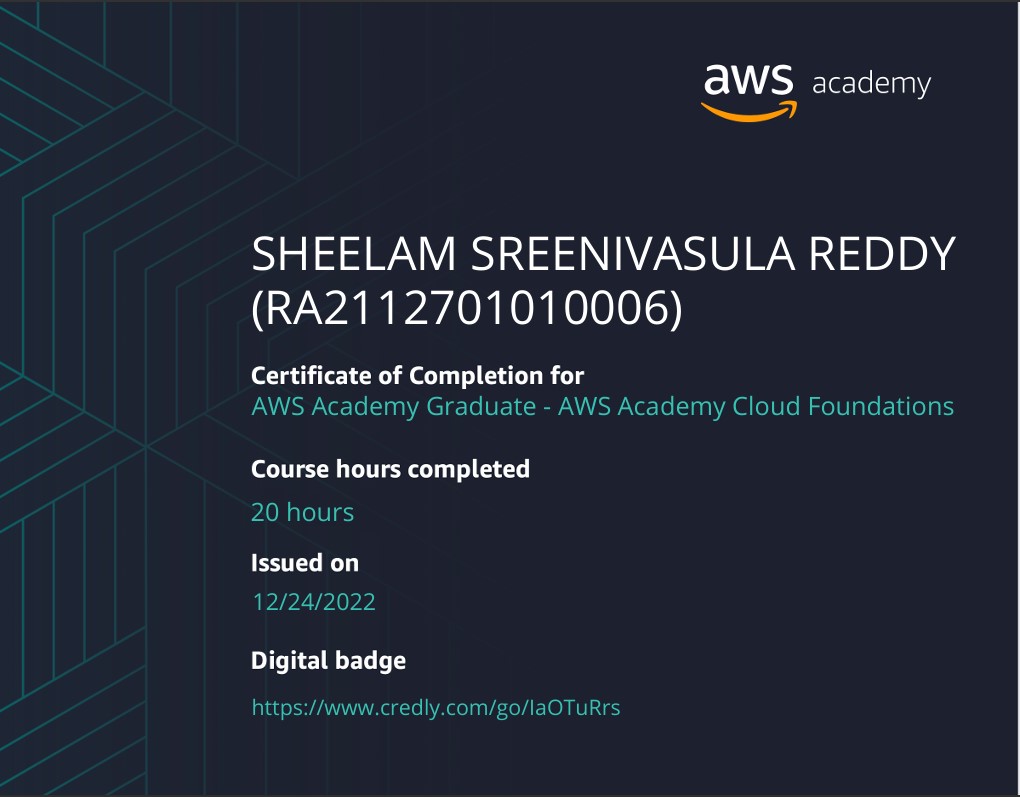 aws academy
SHEELAM SREENIVASULA REDDY
(RA2112701010006)
Certificate of Completion for
AWS Academy Graduate - AWS Academy Cloud Foundations
Course hours completed
20 hours
Issued on
12/24/2022
Digital badge
https://www.credly.com/go/IaOTuRrs